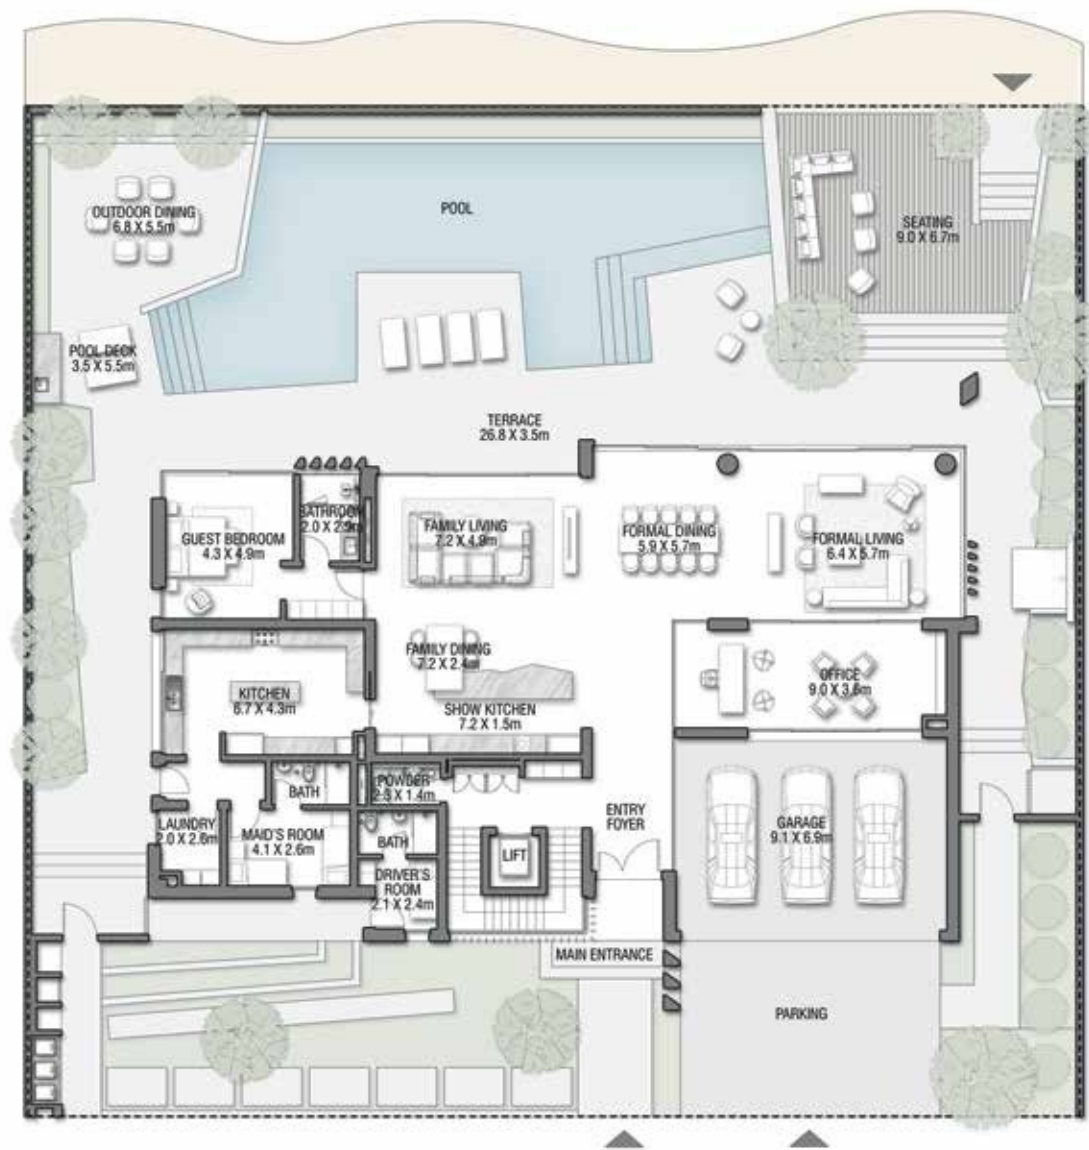 POOL
OUTDOOR DINING
6.8 X 5.5m
SEATING
9.0 X 6.7m
POOL DECK
3.5 X 5.5m
TERRACE
26.8 X 3.5m
BATHROOM
2.0 X 2.9m
GUEST BEDROOM
4.3 X 4.9m
FAMILY LIVING
7.2 X 4.9m
FORMAL DINING
5.9 X 5.7m
FORMAL LIVING
6.4 X 5.7m
FAMILY DINING
7.2 X 2.4m
OFFICE
9.0 X 3.6m
KITCHEN
6.7 X 4.3m
SHOW KITCHEN
7.2 X 1.5m
POWDER
2.3 X 1.4m
BATH
LAUNDRY
2.0 X 2.6m
MAID'S ROOM
4.1 X 2.6m
BATH
LIFT
ENTRY
FOYER
GARAGE
9.1 X 6.9m
DRIVER'S
ROOM
2.1 X 2.4m
MAIN ENTRANCE
PARKING